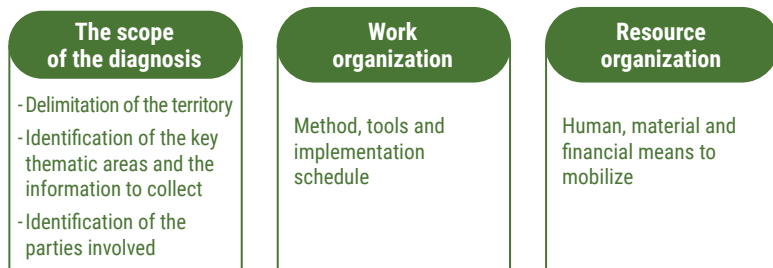 The scope
of the diagnosis
- Delimitation of the territory
- Identification of the key
thematic areas and the
information to collect
- Identification of the
parties involved
Work
organization
Method, tools and
implementation
schedule
Resource
organization
Human, material and
financial means to
mobilize